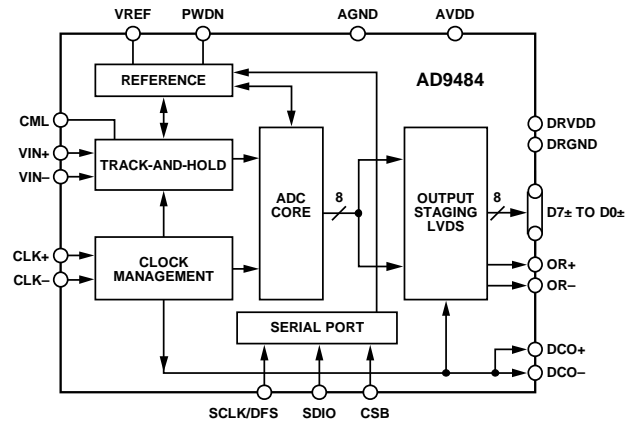 VREF PWDN AGND AVDD
REFERENCE
AD9484
CML
VIN+
VIN–
TRACK-AND-HOLD
ADC
CORE
8
OUTPUT
STAGING
LVDS
8
DRVDD
DRGND
D7± TO D0±
CLK+
CLK–
CLOCK
MANAGEMENT
OR+
OR–
SERIAL PORT
DCO+
DCO–
SCLK/DFS SDIO CSB